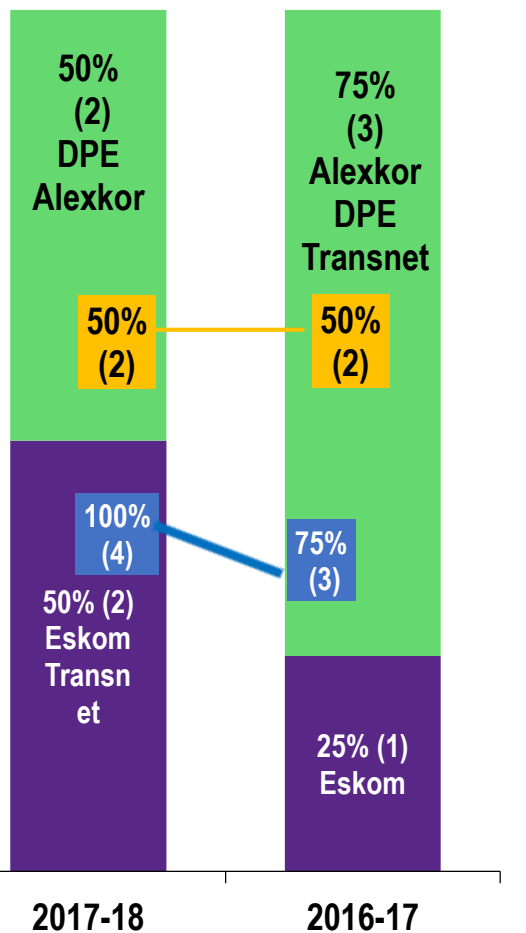 50%
(2)
DPE
Alexkor
50%
(2)
100%
(4)
50% (2)
Eskom
Transn
et
2017-18
75%
(3)
Alexkor
DPE
Transnet
50%
(2)
75%
(3)
25% (1)
Eskom
2016-17